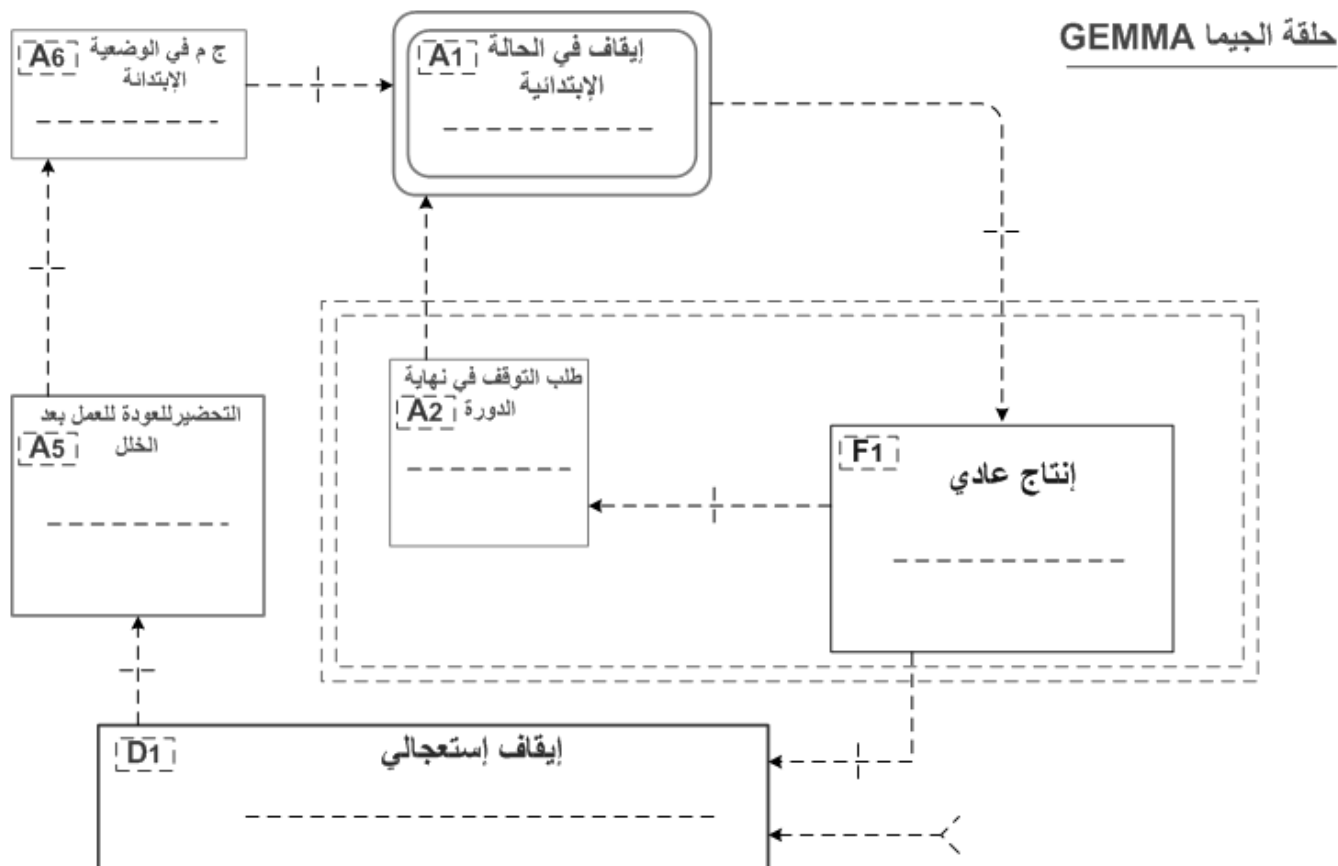 حلقة الجيما GEMMA
A1 إيقاف في الحالة
الإبتدائية
A6 ج م في الوضعية
الإبتدائة
طلب التوقف في نهاية
A2 الدورة
F1
إنتاج عادي
التحضيرللعودة للعمل بعد
A5 الخلل
D1 إيقاف إستعجالي